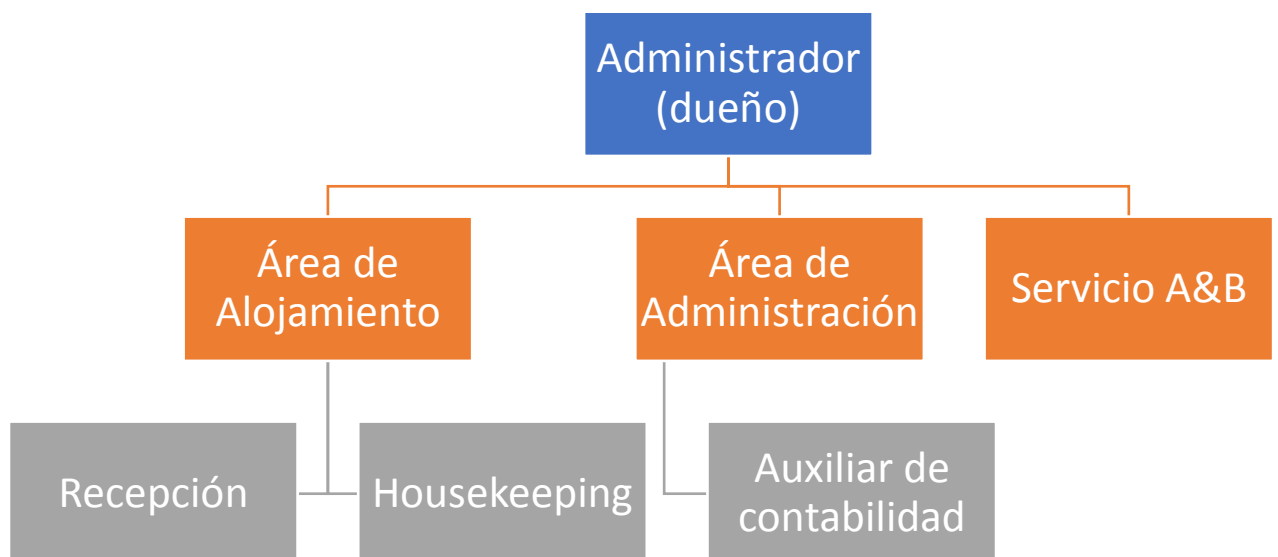 Administrador
(dueño)
Área de
Alojamiento
Área de
Administración
Servicio A&B
Recepción
Housekeeping
Auxiliar de
contabilidad